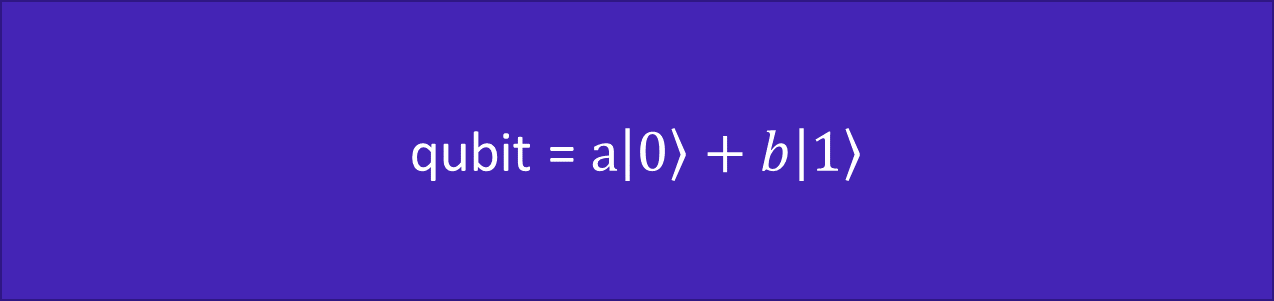 qubit = a|0⟩ + b|1⟩